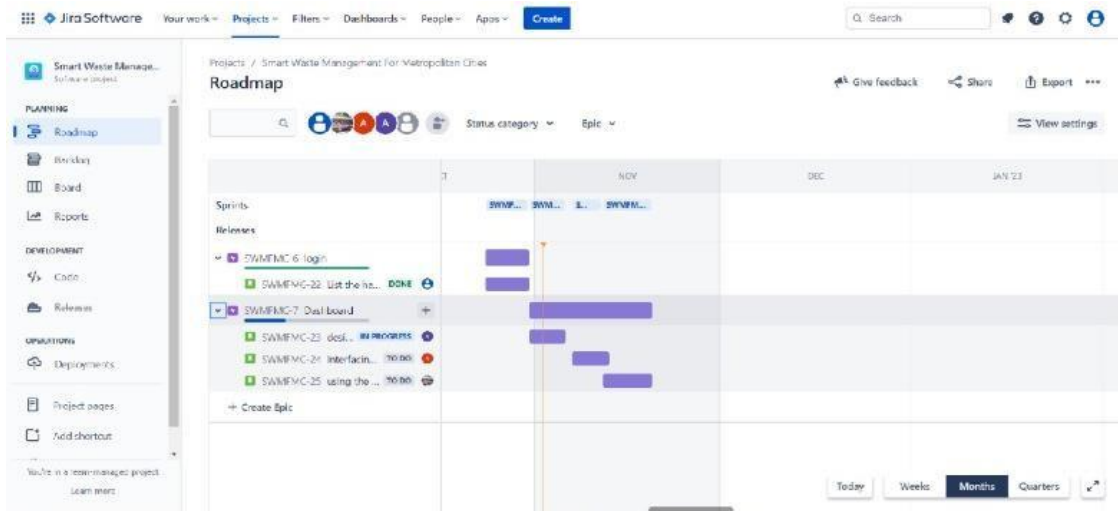 Jira Software Your work Projects Filters Dashboards People Apps Create Search
Smart Waste Manage...
Software project
PLANNING
Roadmap
Backlog
Board
Reports
DEVELOPMENT
Code
Releases
OPERATIONS
Deployments
Project pages
Add shortcut
You're in a team-managed project
Learn more
Projects / Smart Waste Management For Metropolitan Cities
Roadmap
Give feedback Share Export
Status category Epic View settings
NOV DEC JAN '23
Sprints SWMF... SWM... S... SWMFM...
Releases
SWMFMC-6 login
SWMFMC-22 List the ne... DONE
SWMFMC-7 Dashboard
SWMFMC-23 desi... IN PROGRESS A
SWMFMC-24 Interfacin... TO DO A
SWMFMC-25 using the ... TO DO
+ Create Epic
Today Weeks Months Quarters